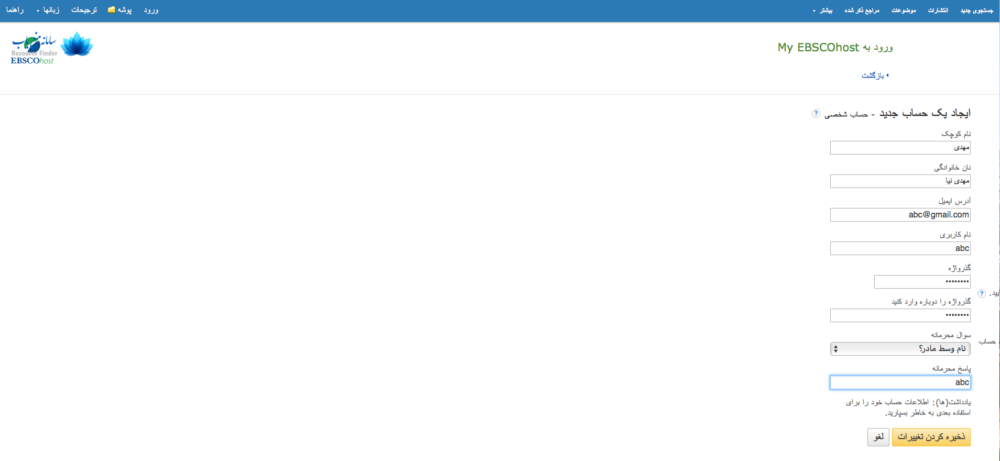 جستجوی جدید انتشارات موضوعات مراجع ذکر شده بیشتر ورود پوشه ترجیحات زبانها راهنما
سامانه منبع یاب
Resource Finder
EBSCOhost
ورود به My EBSCOhost
بازگشت
ایجاد یک حساب جدید - حساب شخصی ?
نام کوچک
مهدی
نان خانوادگی
مهدی نیا
آدرس ایمیل
abc@gmail.com
نام کاربری
abc
گذرواژه
••••••••
یید. ?
گذرواژه را دوباره وارد کنید
••••••••
سوال محرمانه
حساب
نام وسط مادر؟
پاسخ محرمانه
abc
یادداشت(ها): اطلاعات حساب خود را برای
استفاده بعدی به خاطر بسپارید.
ذخیره کردن تغییرات لغو